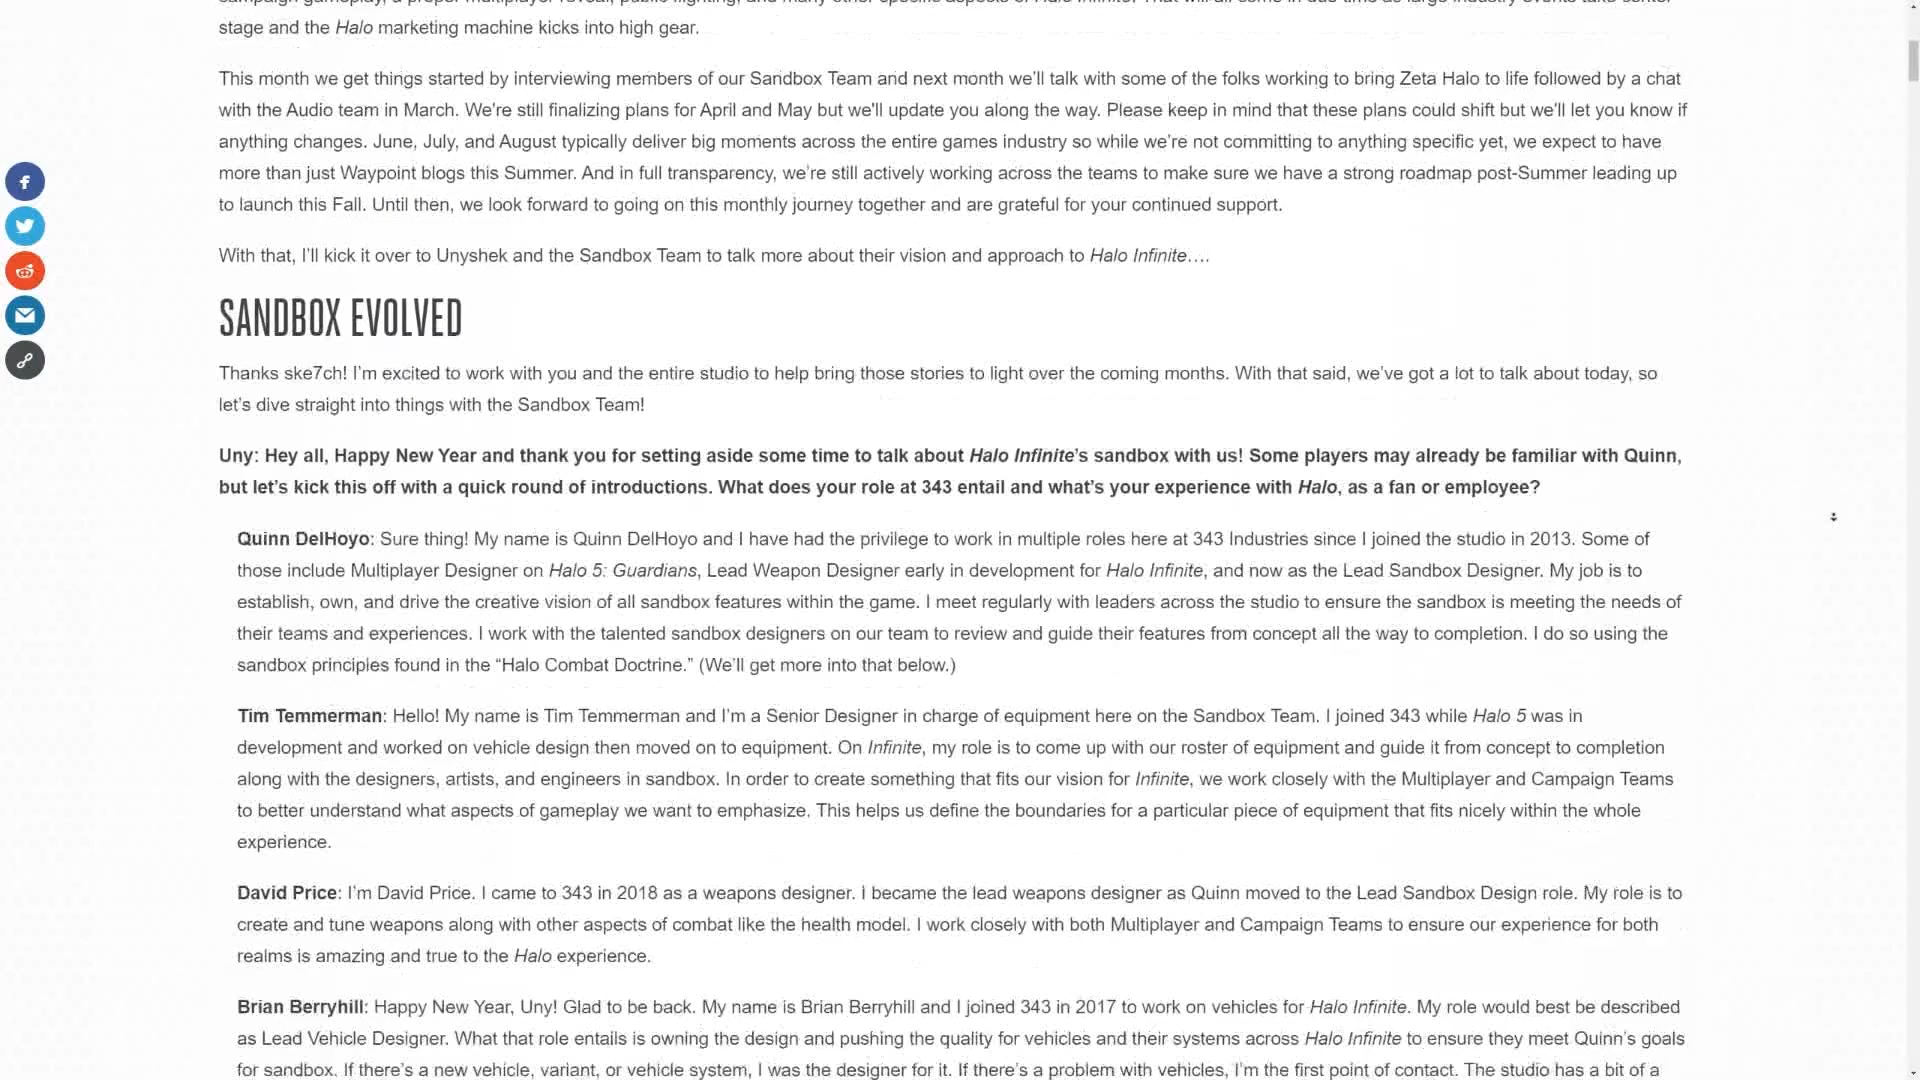 stage and the Halo marketing machine kicks into high gear.
This month we get things started by interviewing members of our Sandbox Team and next month we’ll talk with some of the folks working to bring Zeta Halo to life followed by a chat
with the Audio team in March. We're still finalizing plans for April and May but we'll update you along the way. Please keep in mind that these plans could shift but we’ll let you know if
anything changes. June, July, and August typically deliver big moments across the entire games industry so while we’re not committing to anything specific yet, we expect to have
more than just Waypoint blogs this Summer. And in full transparency, we’re still actively working across the teams to make sure we have a strong roadmap post-Summer leading up
to launch this Fall. Until then, we look forward to going on this monthly journey together and are grateful for your continued support.
With that, I’ll kick it over to Unyshek and the Sandbox Team to talk more about their vision and approach to Halo Infinite….
SANDBOX EVOLVED
Thanks ske7ch! I’m excited to work with you and the entire studio to help bring those stories to light over the coming months. With that said, we’ve got a lot to talk about today, so
let’s dive straight into things with the Sandbox Team!
Uny: Hey all, Happy New Year and thank you for setting aside some time to talk about Halo Infinite’s sandbox with us! Some players may already be familiar with Quinn,
but let’s kick this off with a quick round of introductions. What does your role at 343 entail and what’s your experience with Halo, as a fan or employee?
Quinn DelHoyo: Sure thing! My name is Quinn DelHoyo and I have had the privilege to work in multiple roles here at 343 Industries since I joined the studio in 2013. Some of
those include Multiplayer Designer on Halo 5: Guardians, Lead Weapon Designer early in development for Halo Infinite, and now as the Lead Sandbox Designer. My job is to
establish, own, and drive the creative vision of all sandbox features within the game. I meet regularly with leaders across the studio to ensure the sandbox is meeting the needs of
their teams and experiences. I work with the talented sandbox designers on our team to review and guide their features from concept all the way to completion. I do so using the
sandbox principles found in the “Halo Combat Doctrine.” (We’ll get more into that below.)
Tim Temmerman: Hello! My name is Tim Temmerman and I’m a Senior Designer in charge of equipment here on the Sandbox Team. I joined 343 while Halo 5 was in
development and worked on vehicle design then moved on to equipment. On Infinite, my role is to come up with our roster of equipment and guide it from concept to completion
along with the designers, artists, and engineers in sandbox. In order to create something that fits our vision for Infinite, we work closely with the Multiplayer and Campaign Teams
to better understand what aspects of gameplay we want to emphasize. This helps us define the boundaries for a particular piece of equipment that fits nicely within the whole
experience.
David Price: I’m David Price. I came to 343 in 2018 as a weapons designer. I became the lead weapons designer as Quinn moved to the Lead Sandbox Design role. My role is to
create and tune weapons along with other aspects of combat like the health model. I work closely with both Multiplayer and Campaign Teams to ensure our experience for both
realms is amazing and true to the Halo experience.
Brian Berryhill: Happy New Year, Uny! Glad to be back. My name is Brian Berryhill and I joined 343 in 2017 to work on vehicles for Halo Infinite. My role would best be described
as Lead Vehicle Designer. What that role entails is owning the design and pushing the quality for vehicles and their systems across Halo Infinite to ensure they meet Quinn’s goals
for sandbox. If there’s a new vehicle, variant, or vehicle system, I was the designer for it. If there’s a problem with vehicles, I’m the first point of contact. The studio has a bit of a